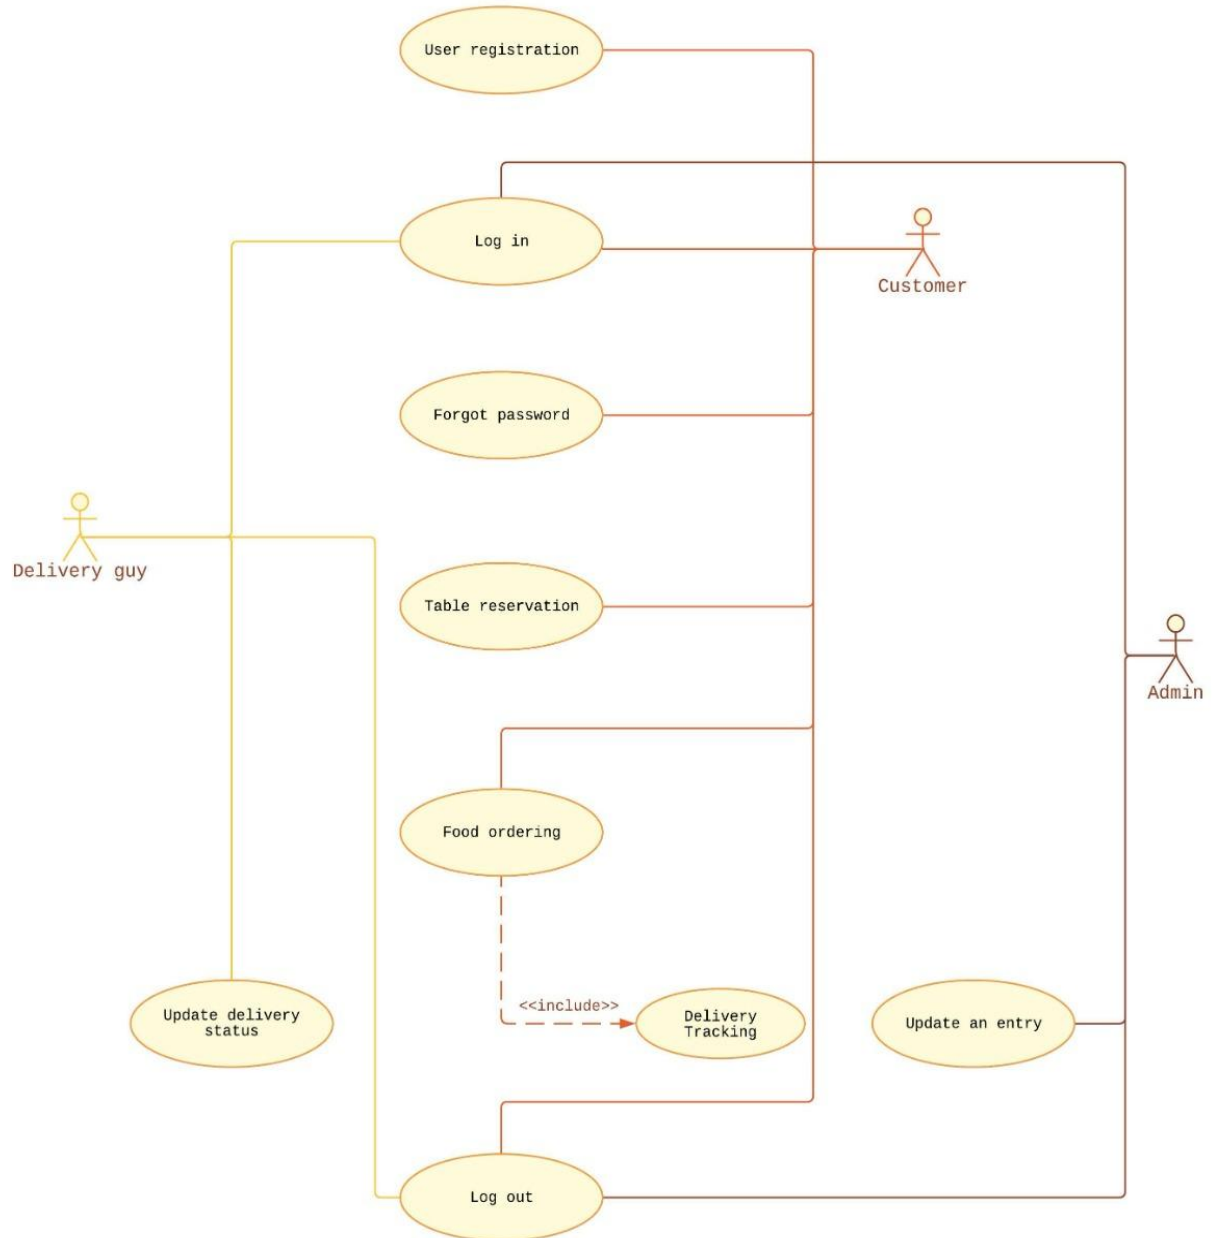 User registration
Log in
Customer
Forgot password
Delivery guy
Table reservation
Admin
Food ordering
<<include>>
Update delivery
status
Delivery
Tracking
Update an entry
Log out